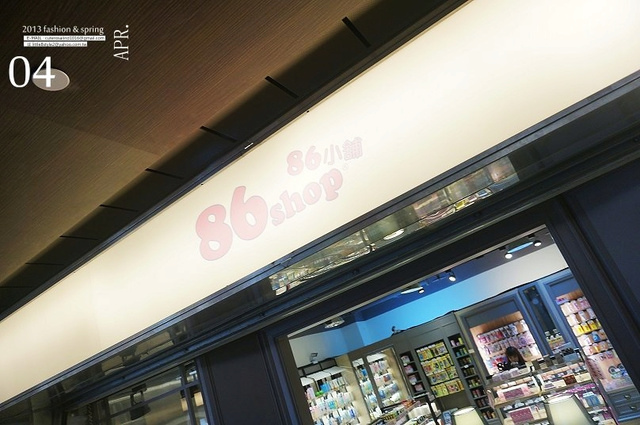 2013 fashion & spring
APR.
04
86小舖
86shop